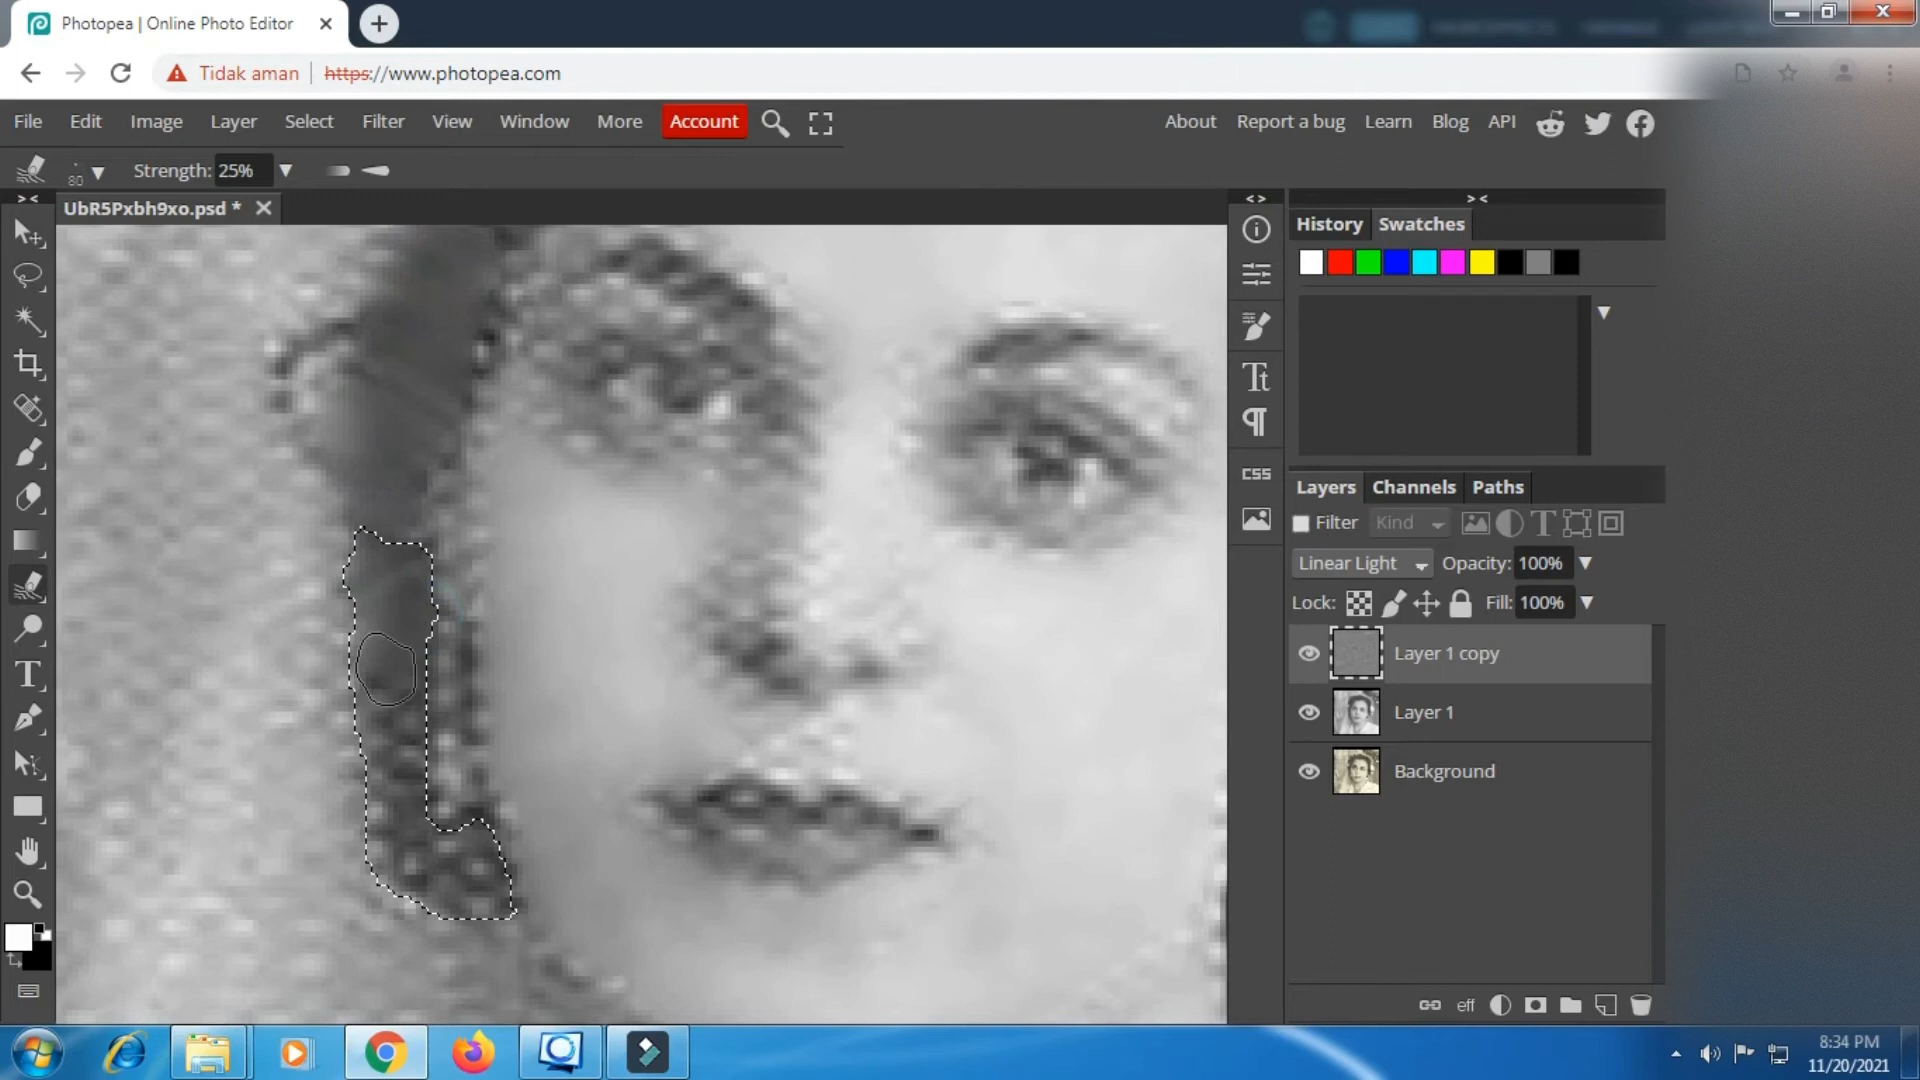 Photopea | Online Photo Editor
Tidak aman https://www.photopea.com
File Edit Image Layer Select Filter View Window More Account About Report a bug Learn Blog API
80 Strength: 25%
UbR5Pxbh9xo.psd *
History Swatches
CSS
Layers Channels Paths
Filter Kind
Linear Light Opacity: 100%
Lock: Fill: 100%
Layer 1 copy
Layer 1
Background
eff
8:34 PM
11/20/2021